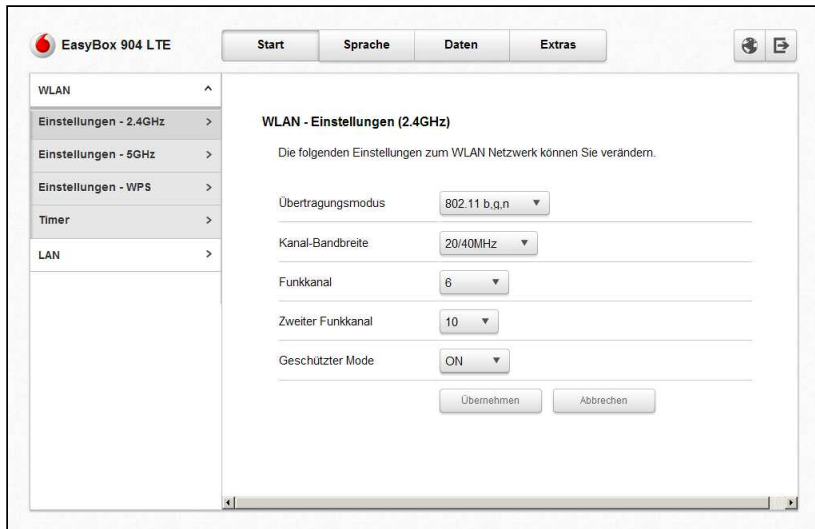 EasyBox 904 LTE
Start
Sprache
Daten
Extras
WLAN
Einstellungen - 2.4GHz
Einstellungen - 5GHz
Einstellungen - WPS
Timer
LAN
WLAN - Einstellungen (2.4GHz)
Die folgenden Einstellungen zum WLAN Netzwerk können Sie verändern.
Übertragungsmodus 802.11 b,g,n
Kanal-Bandbreite 20/40MHz
Funkkanal 6
Zweiter Funkkanal 10
Geschützter Mode ON
Übernehmen Abbrechen